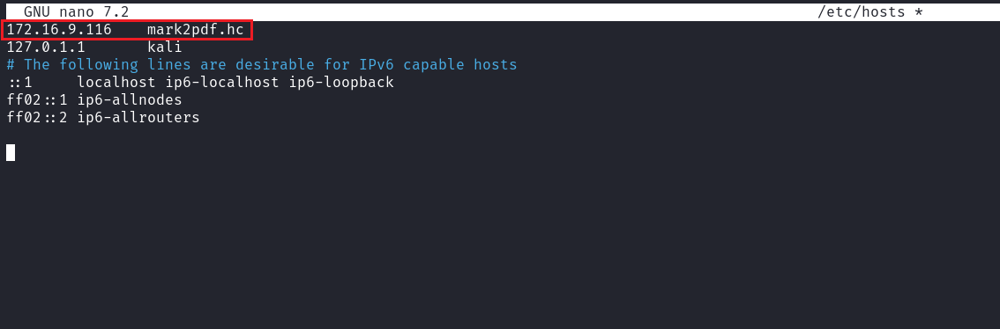 GNU nano 7.2 /etc/hosts *
172.16.9.116 mark2pdf.hc
127.0.1.1 kali
# The following lines are desirable for IPv6 capable hosts
::1 localhost ip6-localhost ip6-loopback
ff02::1 ip6-allnodes
ff02::2 ip6-allrouters